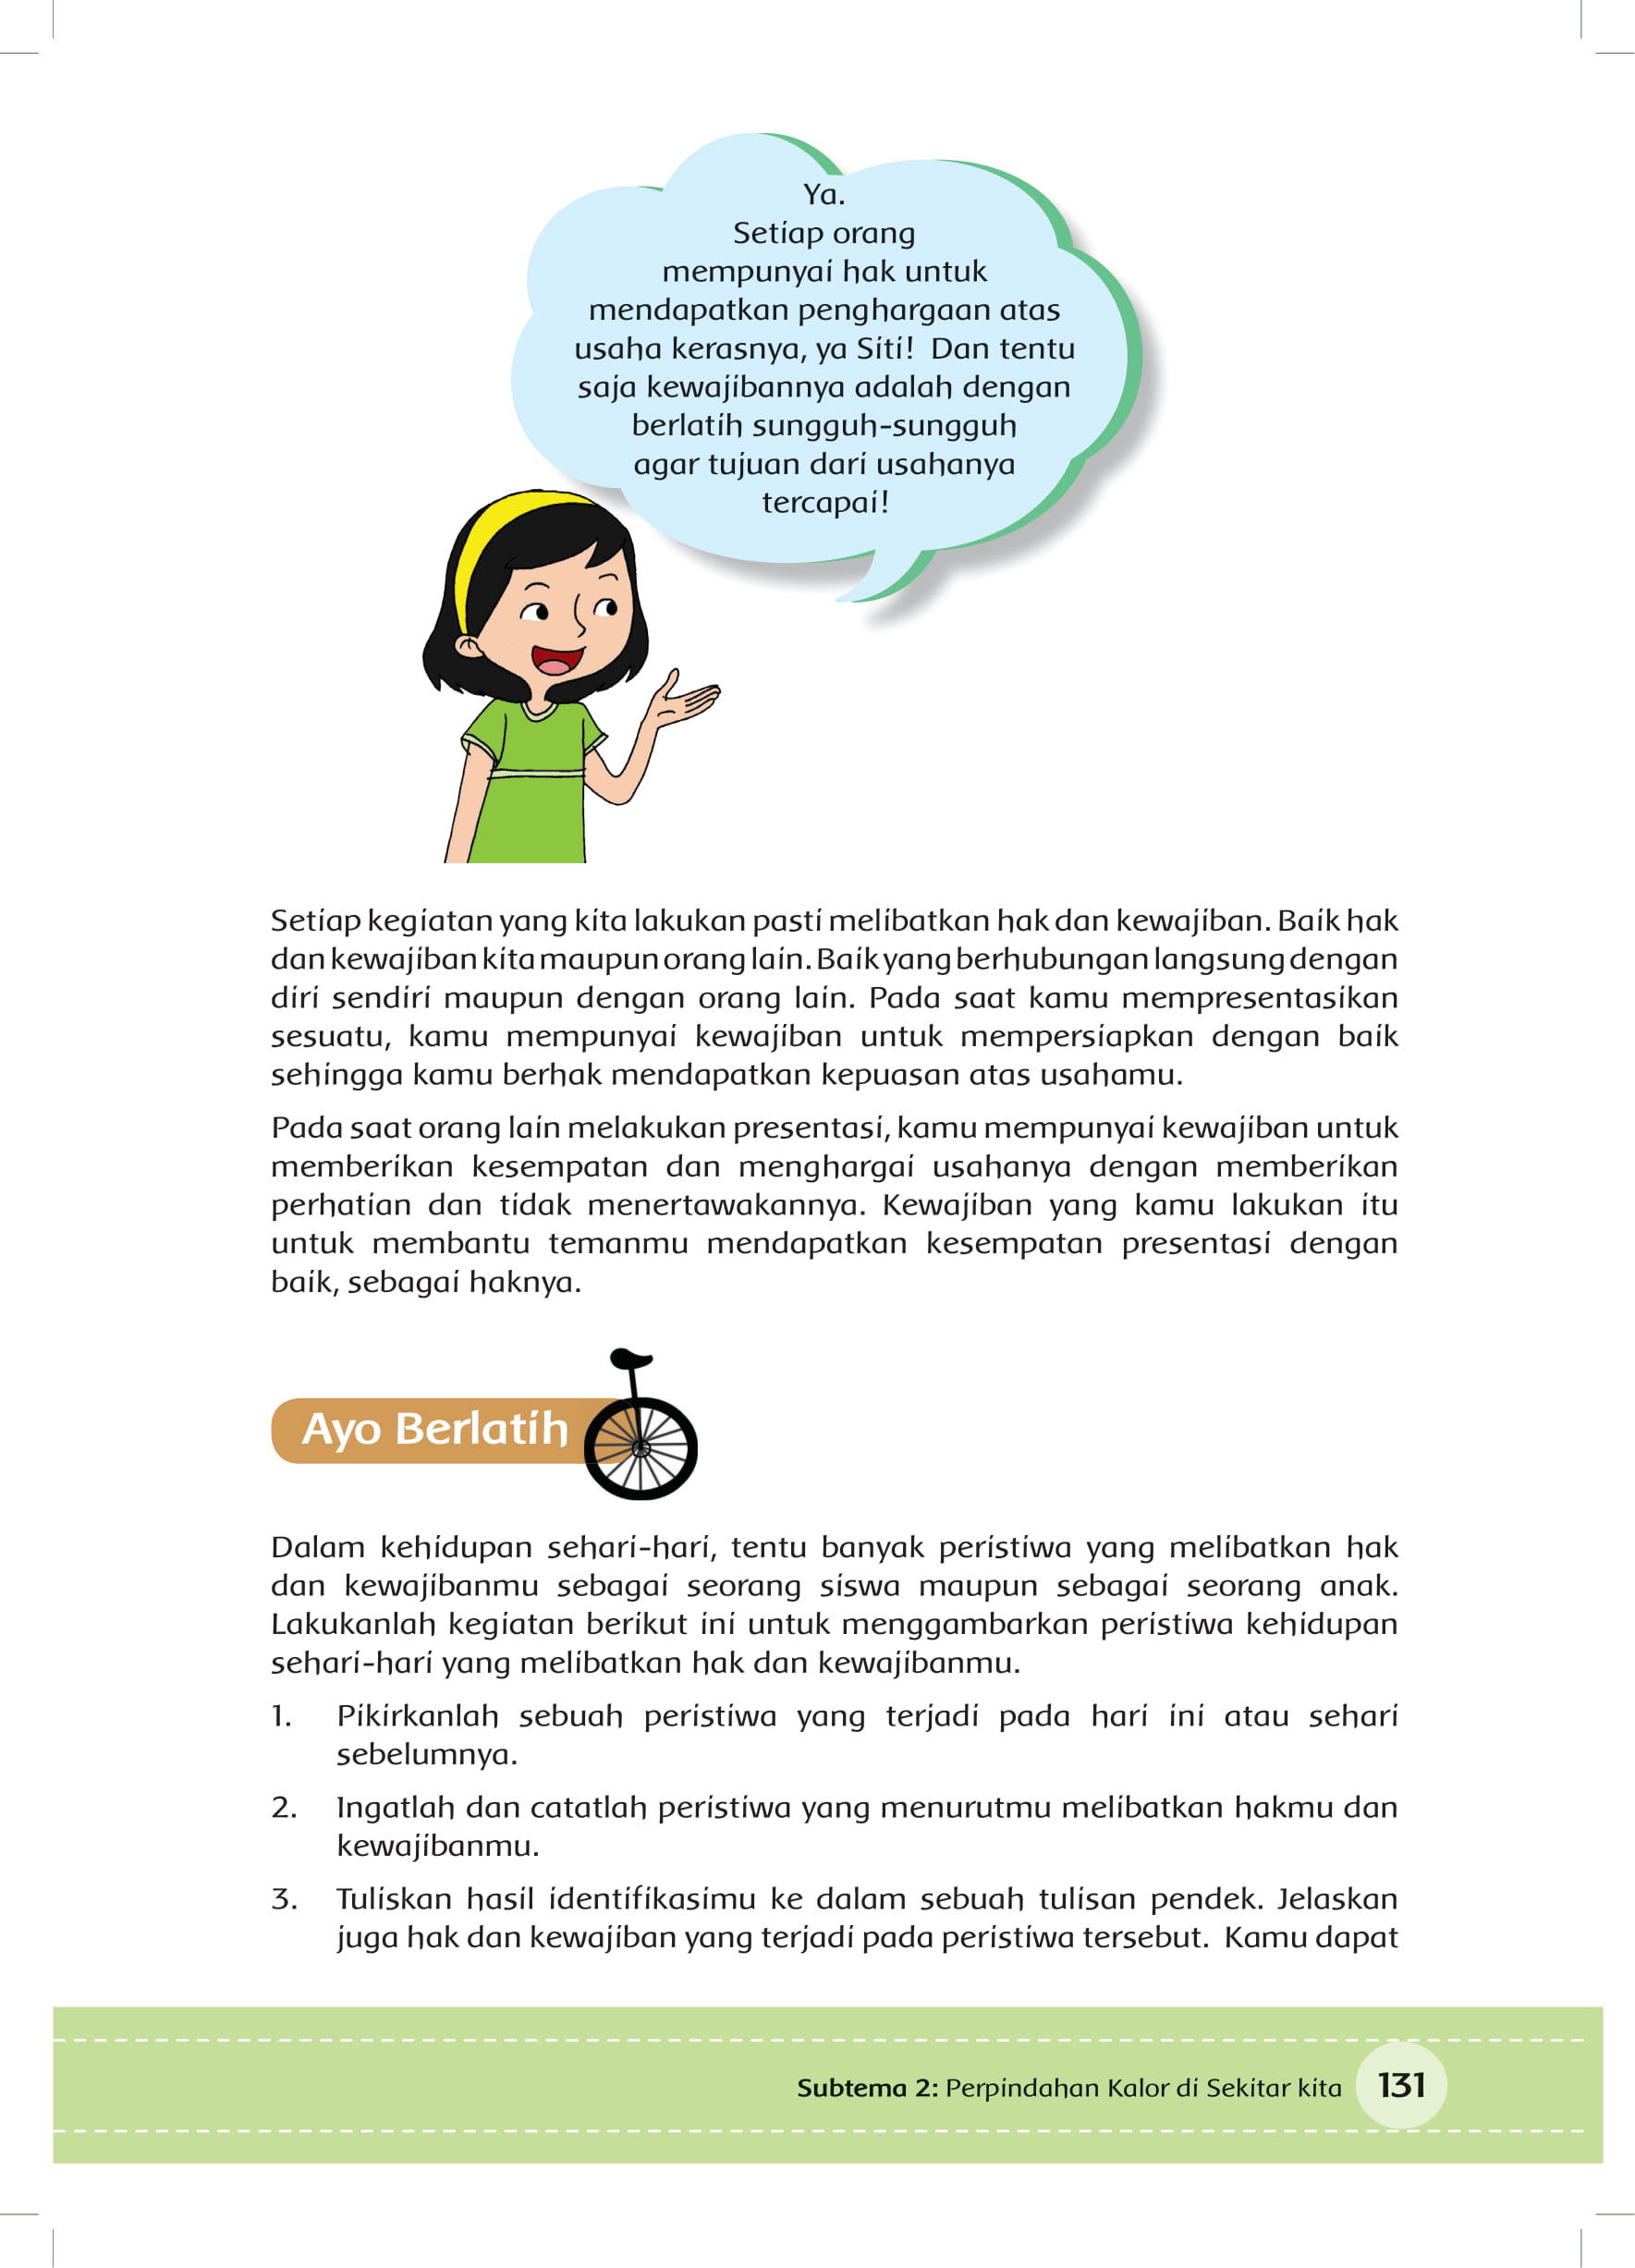 Ya.
Setiap orang
mempunyai hak untuk
mendapatkan penghargaan atas
usaha kerasnya, ya Siti! Dan tentu
saja kewajibannya adalah dengan
berlatih sungguh-sungguh
agar tujuan dari usahanya
tercapai!
Setiap kegiatan yang kita lakukan pasti melibatkan hak dan kewajiban. Baik hak
dan kewajiban kita maupun orang lain. Baik yang berhubungan langsung dengan
diri sendiri maupun dengan orang lain. Pada saat kamu mempresentasikan
sesuatu, kamu mempunyai kewajiban untuk mempersiapkan dengan baik
sehingga kamu berhak mendapatkan kepuasan atas usahamu.
Pada saat orang lain melakukan presentasi, kamu mempunyai kewajiban untuk
memberikan kesempatan dan menghargai usahanya dengan memberikan
perhatian dan tidak menertawakannya. Kewajiban yang kamu lakukan itu
untuk membantu temanmu mendapatkan kesempatan presentasi dengan
baik, sebagai haknya.
Ayo Berlatih
Dalam kehidupan sehari-hari, tentu banyak peristiwa yang melibatkan hak
dan kewajibanmu sebagai seorang siswa maupun sebagai seorang anak.
Lakukanlah kegiatan berikut ini untuk menggambarkan peristiwa kehidupan
sehari-hari yang melibatkan hak dan kewajibanmu.
1. Pikirkanlah sebuah peristiwa yang terjadi pada hari ini atau sehari
sebelumnya.
2. Ingatlah dan catatlah peristiwa yang menurutmu melibatkan hakmu dan
kewajibanmu.
3. Tuliskan hasil identifikasimu ke dalam sebuah tulisan pendek. Jelaskan
juga hak dan kewajiban yang terjadi pada peristiwa tersebut. Kamu dapat
Subtema 2: Perpindahan Kalor di Sekitar kita 131